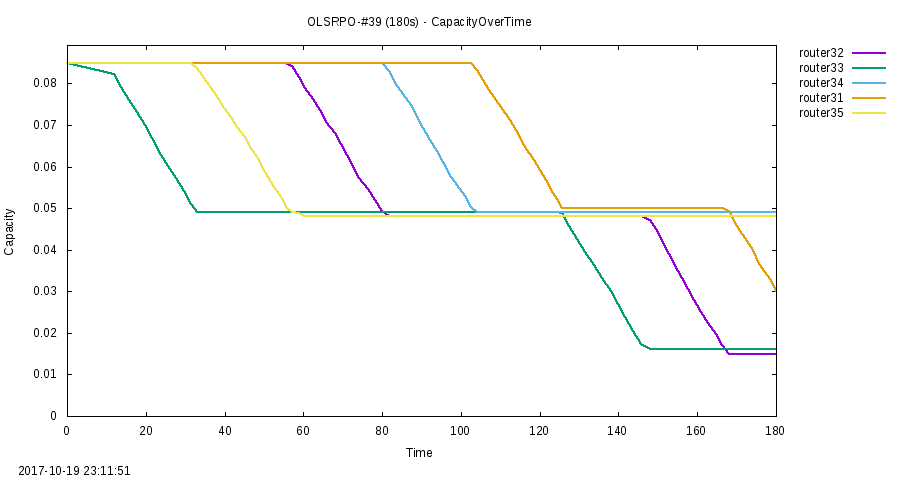 OLSRPO-#39 (180s) - CapacityOverTime
router32
router33
router34
router31
router35
Capacity
0.08
0.07
0.06
0.05
0.04
0.03
0.02
0.01
0
0 20 40 60 80 100 120 140 160 180
Time
2017-10-19 23:11:51